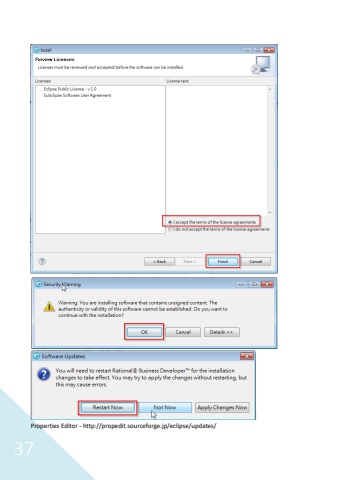 Install
Review Licenses
Licenses must be reviewed and accepted before the software can be installed.
Licenses:
License text:
Eclipse Public License - v 1.0
Subclipse Software User Agreement
I accept the terms of the license agreements
I do not accept the terms of the license agreements
< Back
Next >
Finish
Cancel
Security Warning
Warning: You are installing software that contains unsigned content. The
authenticity or validity of this software cannot be established. Do you want to
continue with the installation?
OK
Cancel
Details >>
Software Updates
You will need to restart Rational® Business Developer™ for the installation
changes to take effect. You may try to apply the changes without restarting, but
this may cause errors.
Restart Now
Not Now
Apply Changes Now
Properties Editor - http://propedit.sourceforge.jp/eclipse/updates/
37